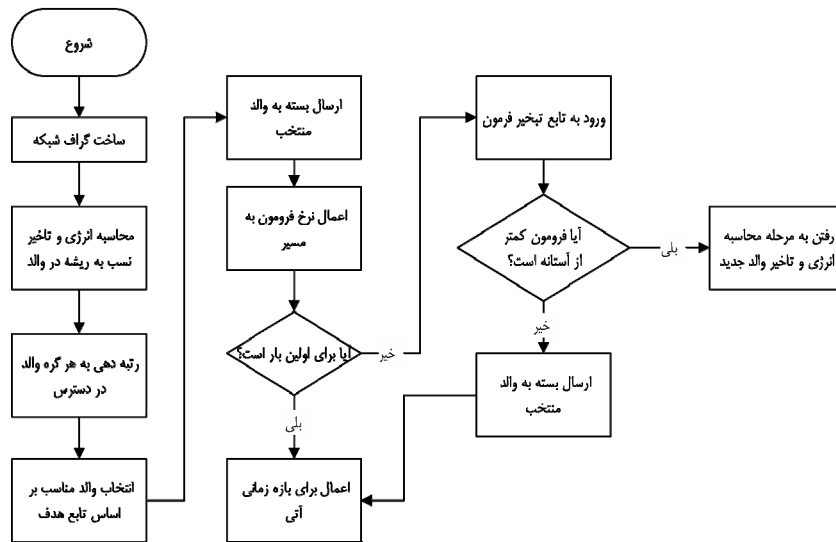 شروع
ساخت گراف شبکه
محاسبه انرژی و تاخیر
نسب به ریشه در والد
رتبه دهی به هر گره والد
در دسترس
انتخاب والد مناسب بر
اساس تابع هدف
ارسال بسته به والد
منتخب
اعمال نرخ فرومون به
مسیر
آیا برای اولین بار است؟
خیر
بلی
اعمال برای بازه زمانی
آتی
ورود به تابع تبخیر فرمون
آیا فرومون کمتر
از آستانه است؟
بلی
خیر
ارسال بسته به والد
منتخب
رفتن به مرحله محاسبه
انرژی و تاخیر والد جدید